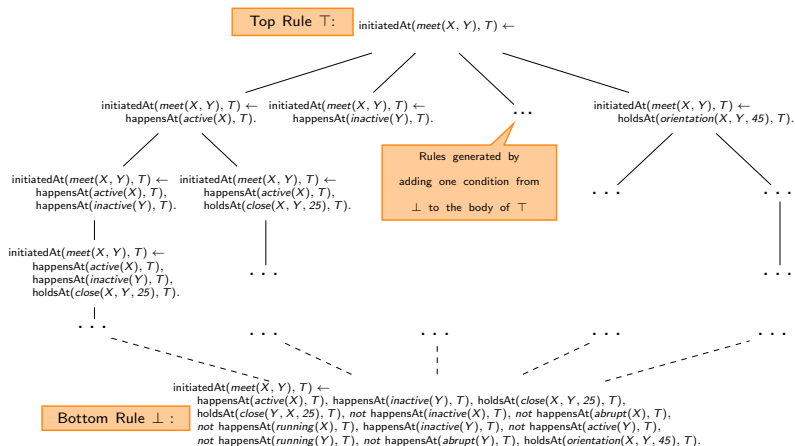 Top Rule ⊤:
initiatedAt(meet(X, Y), T) ←
initiatedAt(meet(X, Y), T) ←
happensAt(active(X), T).
initiatedAt(meet(X, Y), T) ←
happensAt(inactive(Y), T).
...
initiatedAt(meet(X, Y), T) ←
holdsAt(orientation(X, Y, 45), T).
Rules generated by
adding one condition from
⊥ to the body of ⊤
initiatedAt(meet(X, Y), T) ←
happensAt(active(X), T),
happensAt(inactive(Y), T).
initiatedAt(meet(X, Y), T) ←
happensAt(active(X), T),
holdsAt(close(X, Y, 25), T).
...
...
initiatedAt(meet(X, Y), T) ←
happensAt(active(X), T),
happensAt(inactive(Y), T),
holdsAt(close(X, Y, 25), T).
...
...
...
...
...
...
...
...
Bottom Rule ⊥ :
initiatedAt(meet(X, Y), T) ←
happensAt(active(X), T), happensAt(inactive(Y), T), holdsAt(close(X, Y, 25), T),
holdsAt(close(Y, X, 25), T), not happensAt(inactive(X), T), not happensAt(abrupt(X), T),
not happensAt(running(X), T), happensAt(inactive(Y), T), not happensAt(active(Y), T),
not happensAt(running(Y), T), not happensAt(abrupt(Y), T), holdsAt(orientation(X, Y, 45), T).